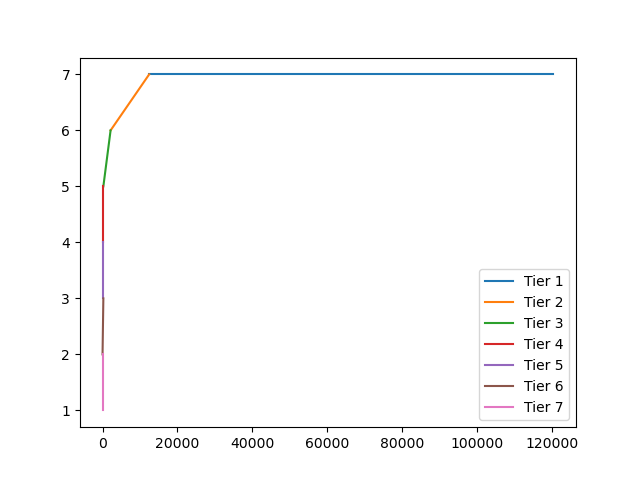 7
6
5
4
3
2
1
0 20000 40000 60000 80000 100000 120000
Tier 1
Tier 2
Tier 3
Tier 4
Tier 5
Tier 6
Tier 7